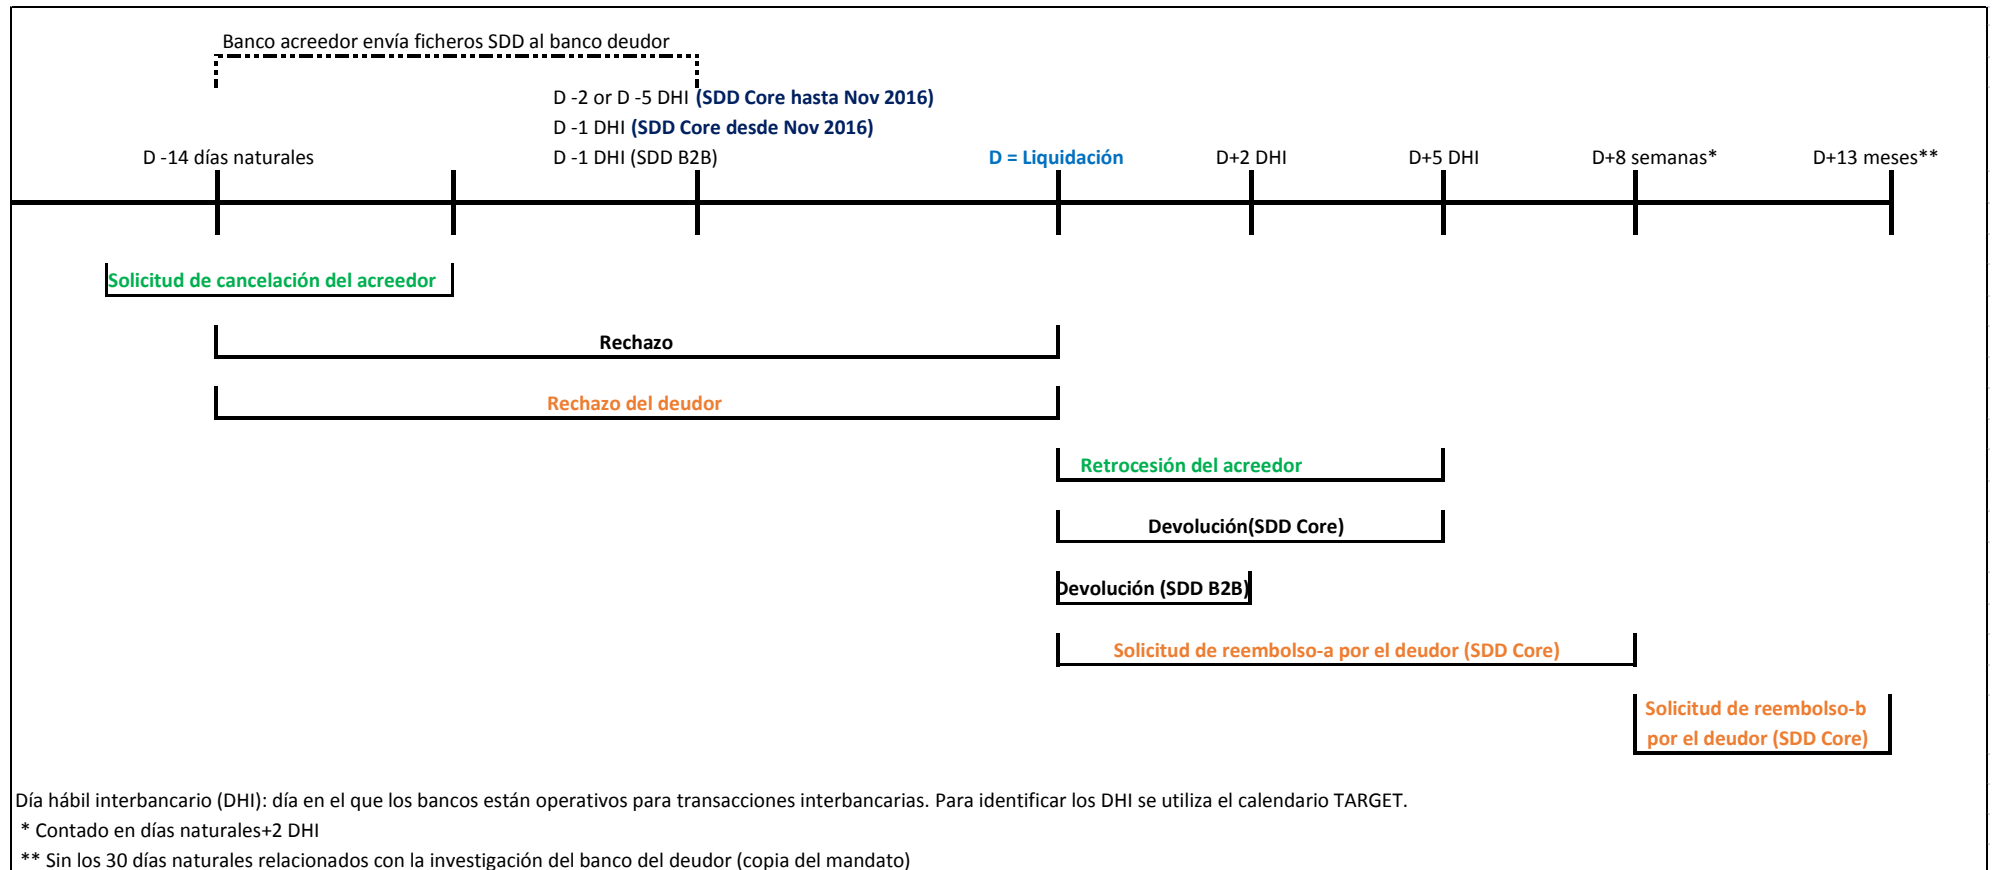 Banco acreedor envía ficheros SDD al banco deudor
D -2 or D -5 DHI (SDD Core hasta Nov 2016)
D -1 DHI (SDD Core desde Nov 2016)
D -14 días naturales
D -1 DHI (SDD B2B)
D = Liquidación
D+2 DHI
D+5 DHI
D+8 semanas*
D+13 meses**
Solicitud de cancelación del acreedor
Rechazo
Rechazo del deudor
Retrocesión del acreedor
Devolución(SDD Core)
Devolución (SDD B2B)
Solicitud de reembolso-a por el deudor (SDD Core)
Solicitud de reembolso-b
por el deudor (SDD Core)
Día hábil interbancario (DHI): día en el que los bancos están operativos para transacciones interbancarias. Para identificar los DHI se utiliza el calendario TARGET.
* Contado en días naturales+2 DHI
** Sin los 30 días naturales relacionados con la investigación del banco del deudor (copia del mandato)